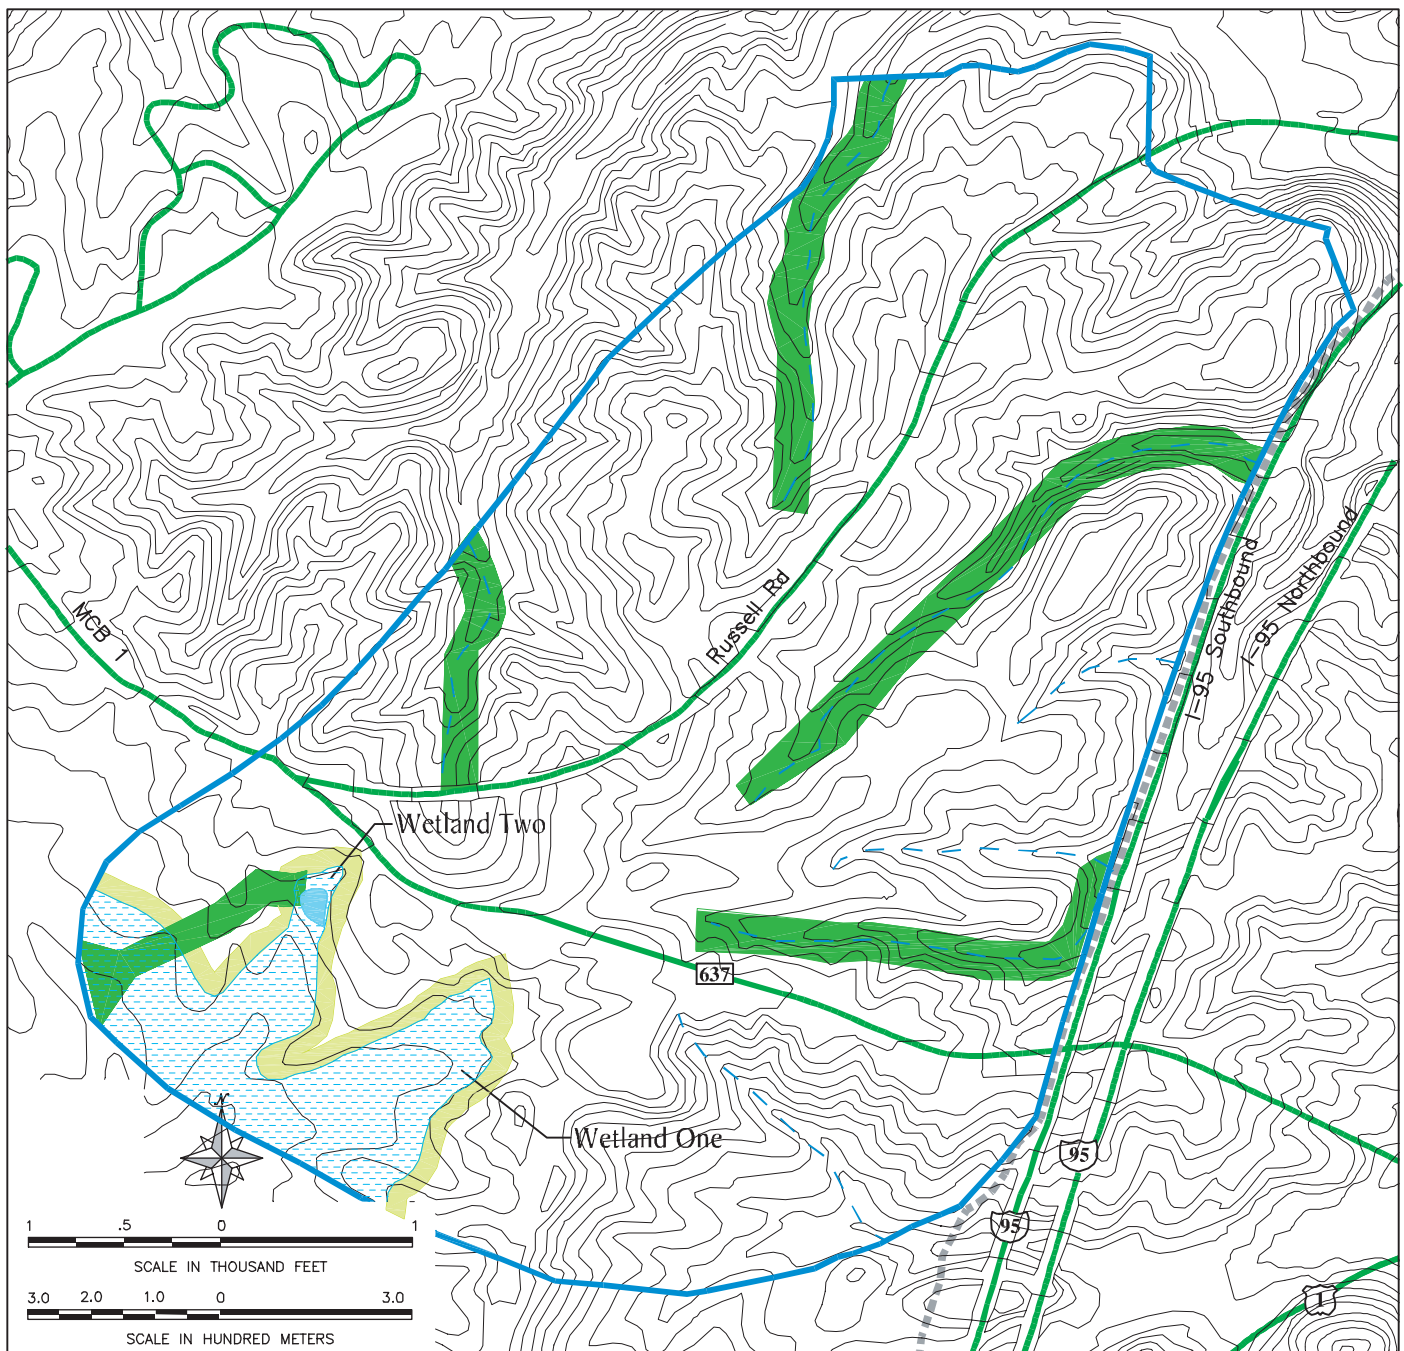 MCB 1
Russell Rd
I-95 Southbound
I-95 Northbound
Wetland Two
637
Wetland One
N
95
95
1
1 .5 0 1
SCALE IN THOUSAND FEET
3.0 2.0 1.0 0 3.0
SCALE IN HUNDRED METERS